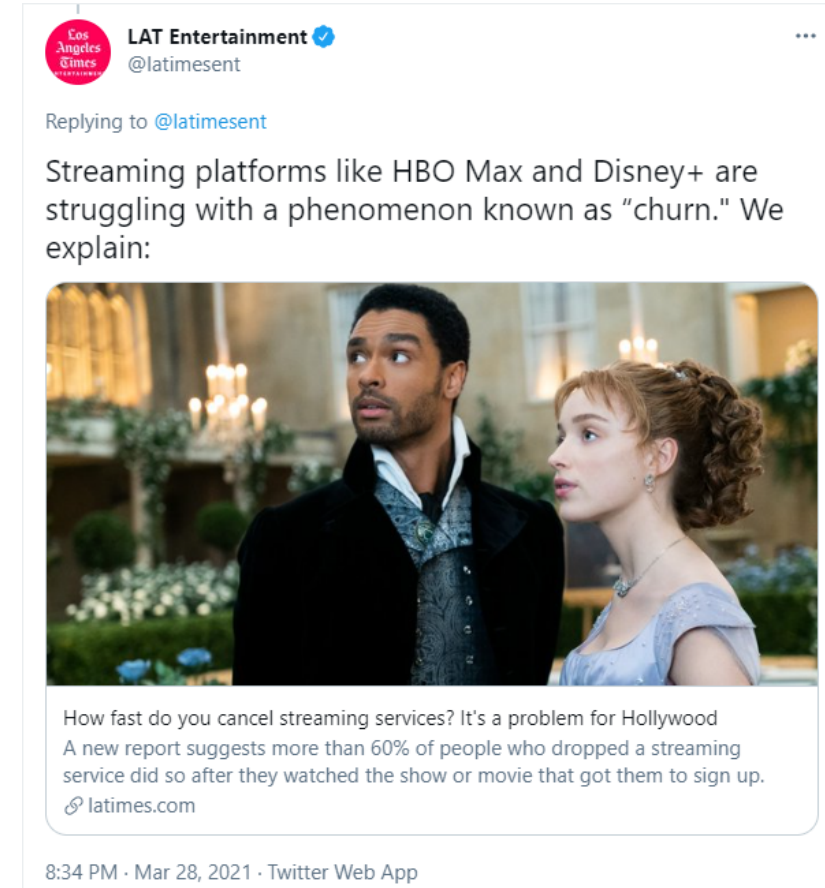 Los
Angeles
Times
ENTERTAINMENT
LAT Entertainment
@latimesent
Replying to @latimesent
Streaming platforms like HBO Max and Disney+ are
struggling with a phenomenon known as “churn." We
explain:
How fast do you cancel streaming services? It's a problem for Hollywood
A new report suggests more than 60% of people who dropped a streaming
service did so after they watched the show or movie that got them to sign up.
latimes.com
8:34 PM · Mar 28, 2021 · Twitter Web App